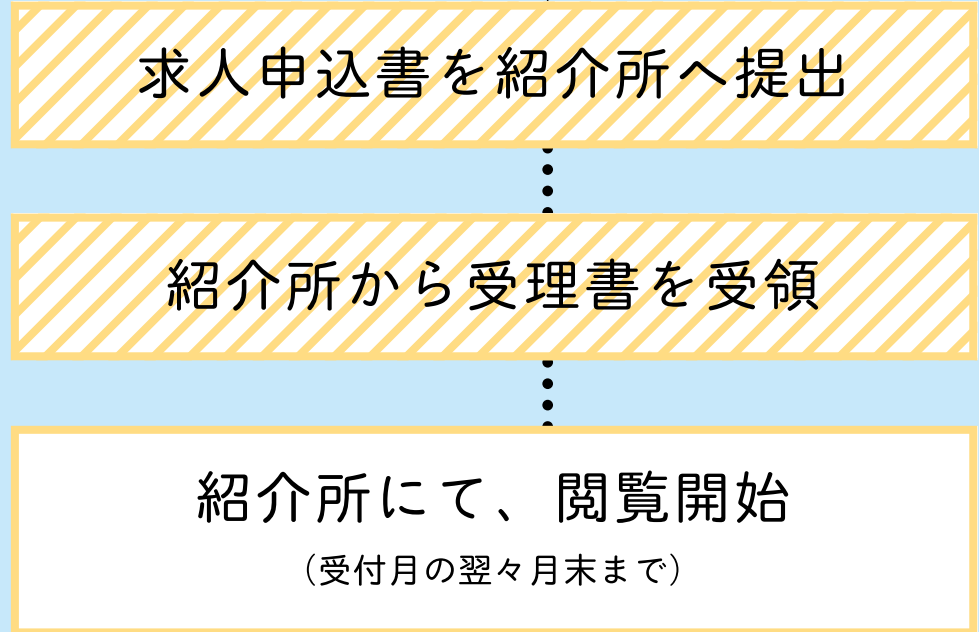 求人申込書を紹介所へ提出
紹介所から受理書を受領
紹介所にて、閲覧開始
（受付月の翌々月末まで）